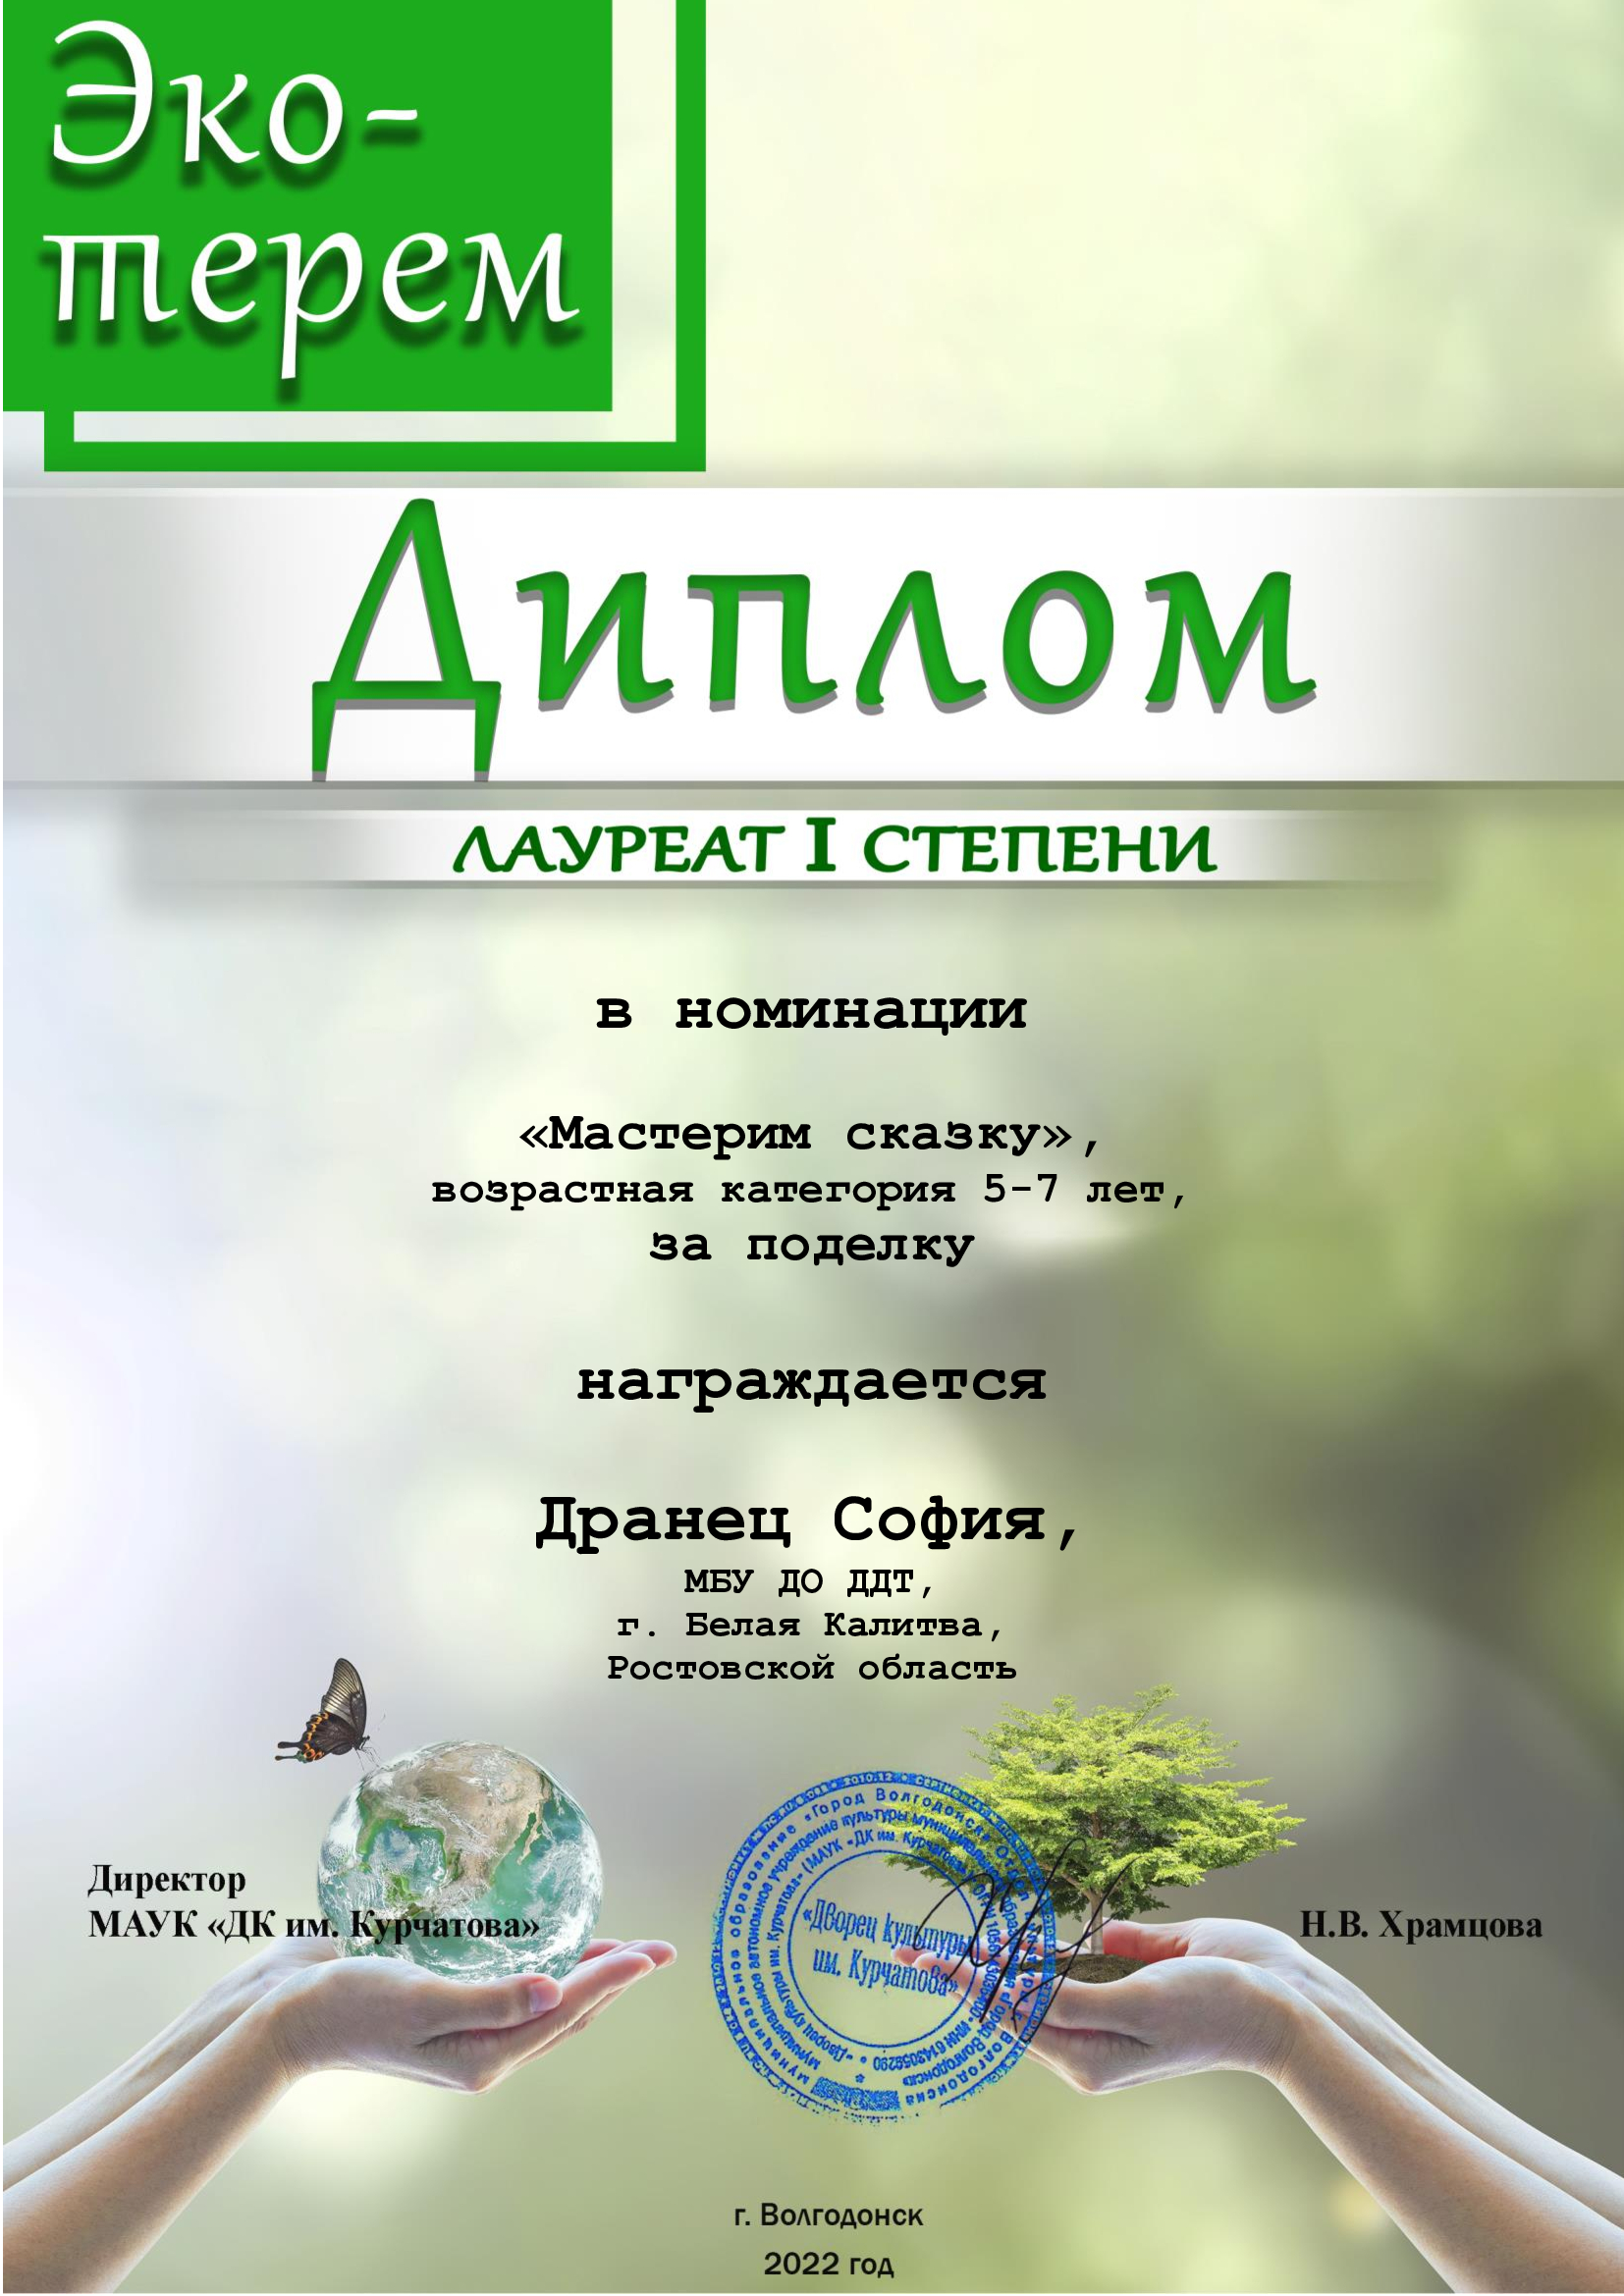 Эко-
терем
Диплом
ЛАУРЕАТ I СТЕПЕНИ
в номинации
«Мастерим сказку»,
возрастная категория 5-7 лет,
за поделку
награждается
Дранец София,
МБУ ДО ДДТ,
г. Белая Калитва,
Ростовской область
Директор
МАУК «ДК им. Курчатова»
Н.В. Храмцова
«Дворец культуры
им. Курчатова»
г. Волгодонск
2022 год